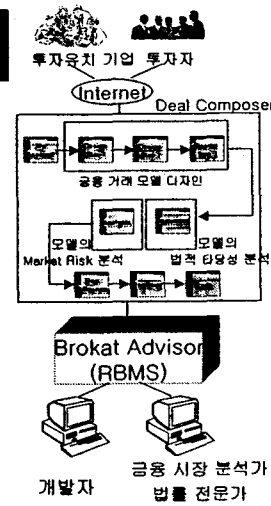 투자유치 기업 투자자
Internet
Deal Composer
금융 거래 모델 디자인
모델의
Market Risk 분석
모델의
법적 타당성 분석
Brokat Advisor
(RBMS)
개발자
금융 시장 분석가
법률 전문가